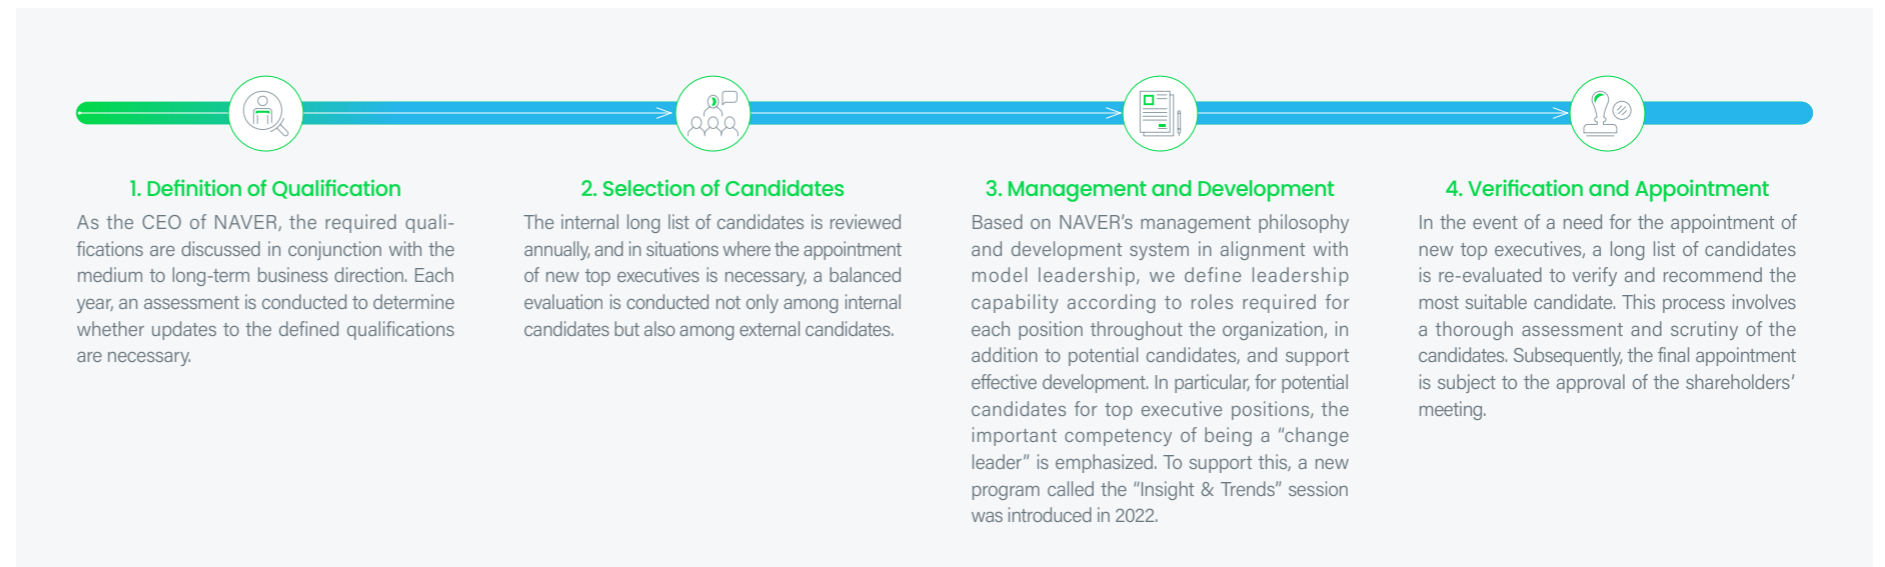 1. Definition of Qualification
As the CEO of NAVER, the required quali-
fications are discussed in conjunction with the
medium to long-term business direction. Each
year, an assessment is conducted to determine
whether updates to the defined qualifications
are necessary.
2. Selection of Candidates
The internal long list of candidates is reviewed
annually, and in situations where the appointment
of new top executives is necessary, a balanced
evaluation is conducted not only among internal
candidates but also among external candidates.
3. Management and Development
Based on NAVER’s management philosophy
and development system in alignment with
model leadership, we define leadership
capability according to roles required for
each position throughout the organization, in
addition to potential candidates, and support
effective development. In particular, for potential
candidates for top executive positions, the
important competency of being a “change
leader” is emphasized. To support this, a new
program called the “Insight & Trends” session
was introduced in 2022.
4. Verification and Appointment
In the event of a need for the appointment of
new top executives, a long list of candidates
is re-evaluated to verify and recommend the
most suitable candidate. This process involves
a thorough assessment and scrutiny of the
candidates. Subsequently, the final appointment
is subject to the approval of the shareholders’
meeting.